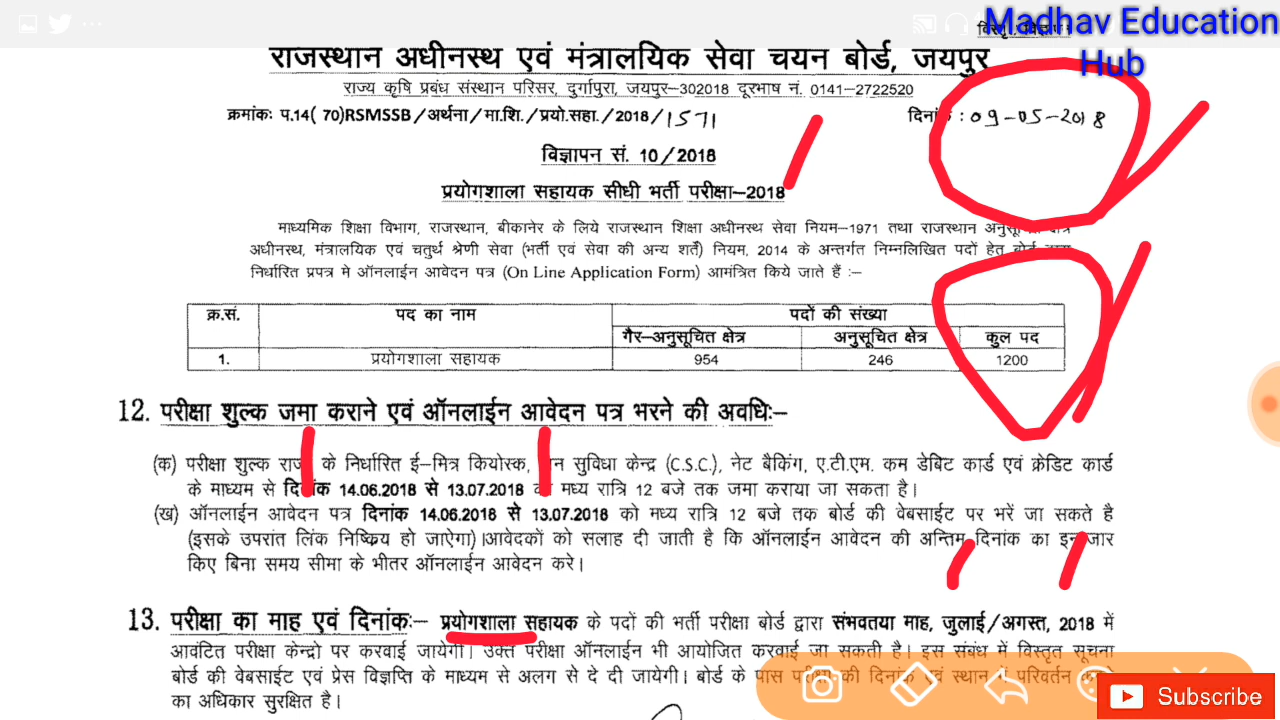 Madhav Education
Hub
राजस्थान अधीनस्थ एवं मंत्रालयिक सेवा चयन बोर्ड, जयपुर
राज्य कृषि प्रबंध संस्थान परिसर, दुर्गापुरा, जयपुर–302018 दूरभाष नं. 0141–2722520
क्रमांकः प.14( 70)RSMSSB/अर्थना/मा.शि./प्रयो.सहा./2018/1571 दिनांक : 09-05-2018
विज्ञापन सं. 10/2018
प्रयोगशाला सहायक सीधी भर्ती परीक्षा–2018
माध्यमिक शिक्षा विभाग, राजस्थान, बीकानेर के लिये राजस्थान शिक्षा अधीनस्थ सेवा नियम–1971 तथा राजस्थान अनुसूचित क्षेत्र
अधीनस्थ, मंत्रालयिक एवं चतुर्थ श्रेणी सेवा (भर्ती एवं सेवा की अन्य शर्तें) नियम, 2014 के अन्तर्गत निम्नलिखित पदों हेतु बोर्ड द्वारा
निर्धारित प्रपत्र मे ऑनलाईन आवेदन पत्र (On Line Application Form) आमंत्रित किये जाते हैं :–
क्र.सं. पद का नाम पदों की संख्या
गैर–अनुसूचित क्षेत्र अनुसूचित क्षेत्र कुल पद
1. प्रयोगशाला सहायक 954 246 1200
12. परीक्षा शुल्क जमा कराने एवं ऑनलाईन आवेदन पत्र भरने की अवधिः–
(क) परीक्षा शुल्क के निर्धारित ई–मित्र कियोस्क, सुविधा केन्द्र (C.S.C.), नेट बैकिंग, ए.टी.एम. कम डेबिट कार्ड एवं क्रेडिट कार्ड
के माध्यम से दिनांक 14.06.2018 से 13.07.2018 मध्य रात्रि 12 बजे तक जमा कराया जा सकता है।
(ख) ऑनलाईन आवेदन पत्र दिनांक 14.06.2018 से 13.07.2018 को मध्य रात्रि 12 बजे तक बोर्ड की वेबसाईट पर भरें जा सकते है
(इसके उपरांत लिंक निष्क्रिय हो जाऐगा)।आवेदकों को सलाह दी जाती है कि ऑनलाईन आवेदन की अन्तिम दिनांक का
किए बिना समय सीमा के भीतर ऑनलाईन आवेदन करे।
13. परीक्षा का माह एवं दिनांकः– प्रयोगशाला सहायक के पदों की भर्ती परीक्षा बोर्ड द्वारा संभवतया माह, जुलाई/अगस्त, 2018 में
आवंटित परीक्षा केन्द्रो पर करवाई जायेगी। उक्त परीक्षा ऑनलाईन भी आयोजित करवाई जा सकती है। इस संबंध में विस्तृत सूचना
बोर्ड की वेबसाईट एवं प्रेस विज्ञप्ति के माध्यम से अलग से दे दी जायेगी। बोर्ड के पास परीक्षा की दिनांक एवं स्थान में परिवर्तन
का अधिकार सुरक्षित है।
Subscribe